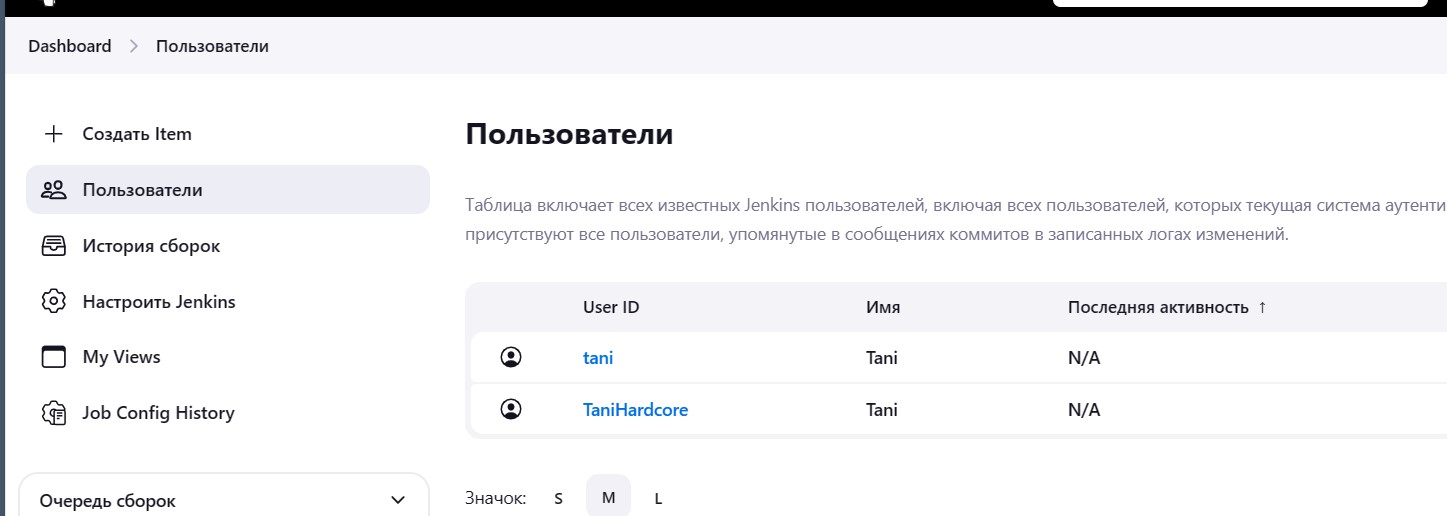 Dashboard > Пользователи
Создать Item
Пользователи
История сборок
Настроить Jenkins
My Views
Job Config History
Очередь сборок
Пользователи
Таблица включает всех известных Jenkins пользователей, включая всех пользователей, которых текущая система аутенти
присутствуют все пользователи, упомянутые в сообщениях коммитов в записанных логах изменений.
User ID Имя Последняя активность ↑
tani Tani N/A
TaniHardcore Tani N/A
Значок: S M L